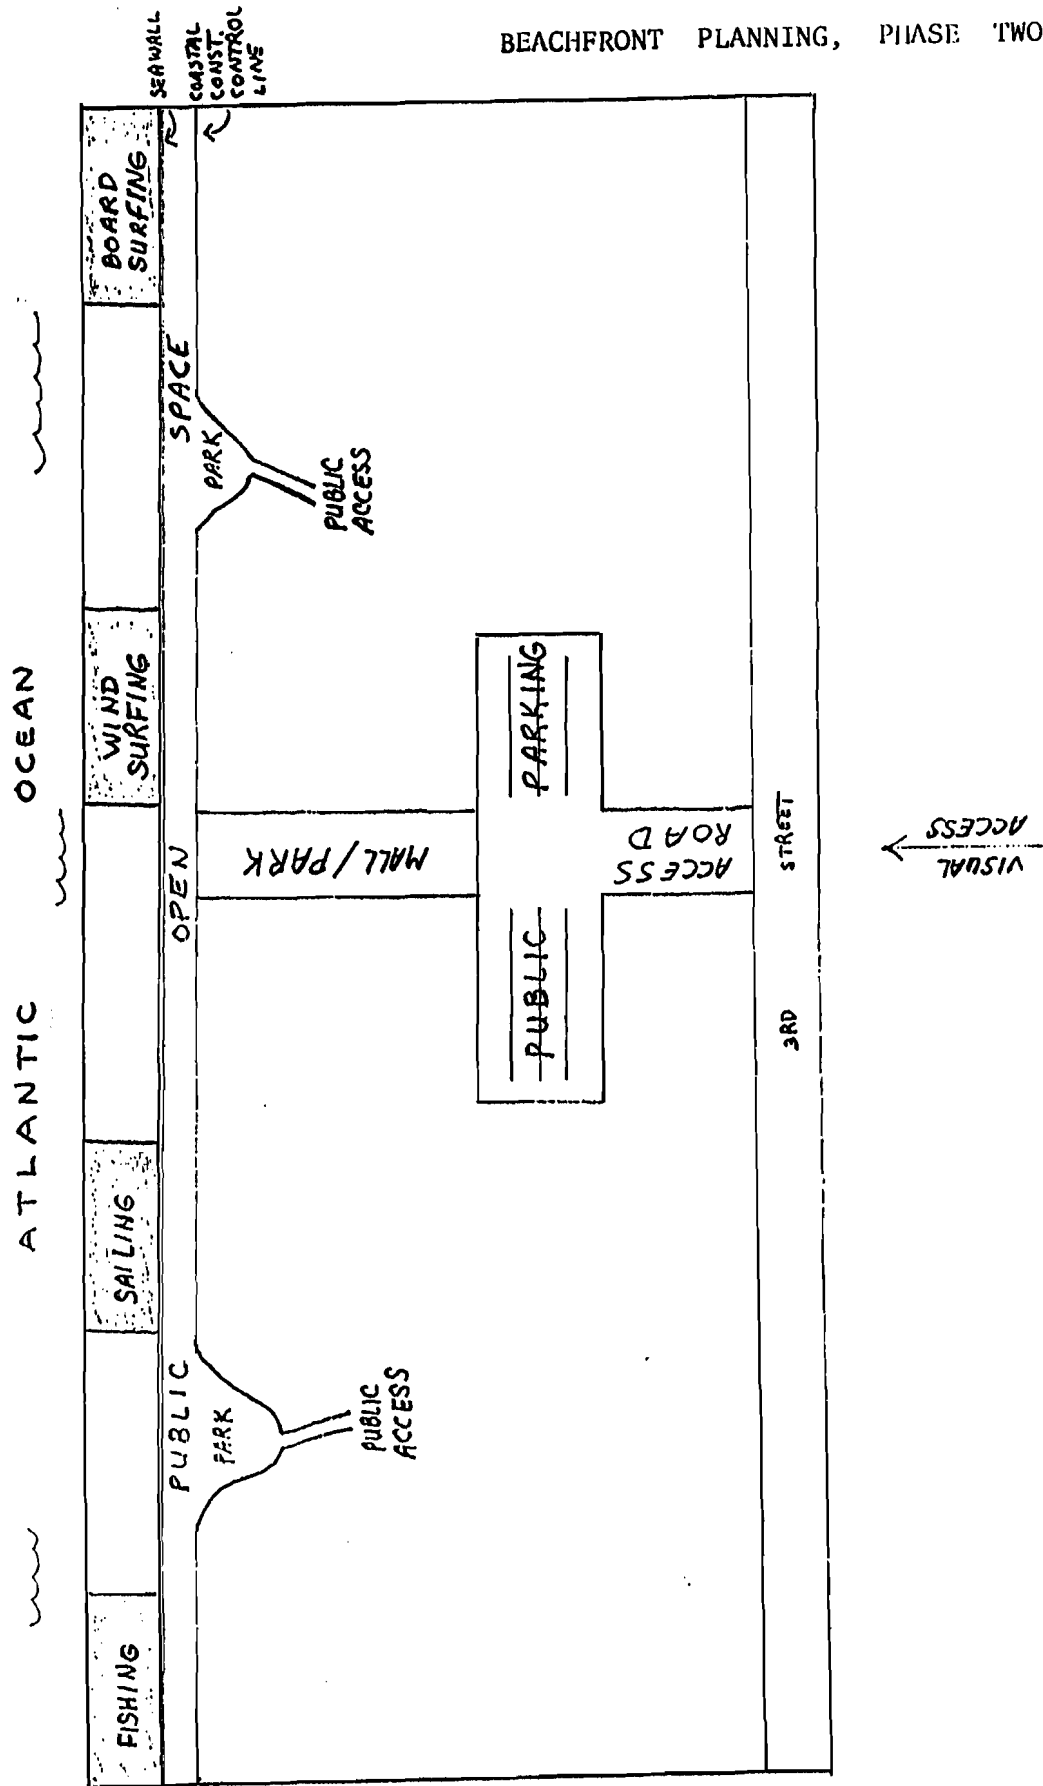 BEACHFRONT PLANNING, PHASE TWO
ATLANTIC OCEAN
FISHING
SAILING
WIND
SURFING
BOARD
SURFING
SEAWALL
COASTAL
CONST.
CONTROL
LINE
PUBLIC OPEN SPACE
PARK
PUBLIC
ACCESS
PARK
PUBLIC
ACCESS
MALL/PARK
PUBLIC PARKING
ACCESS
ROAD
3RD STREET
VISUAL
ACCESS